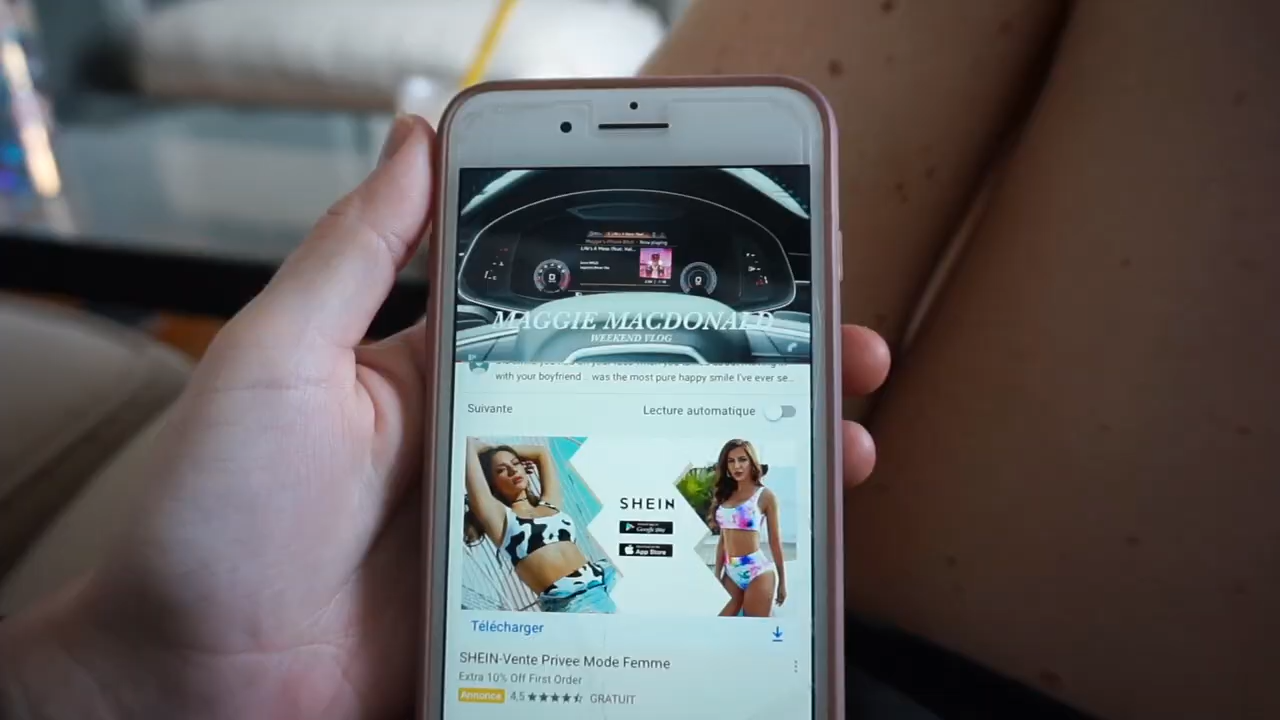 MAGGIE MACDONALD
WEEKEND VLOG
with your boyfriend .. was the most pure happy smile I've ever se...
Suivante
Lecture automatique
SHEIN
Google Play
App Store
Télécharger
SHEIN-Vente Privee Mode Femme
Extra 10% Off First Order
Annonce 4,5 GRATUIT